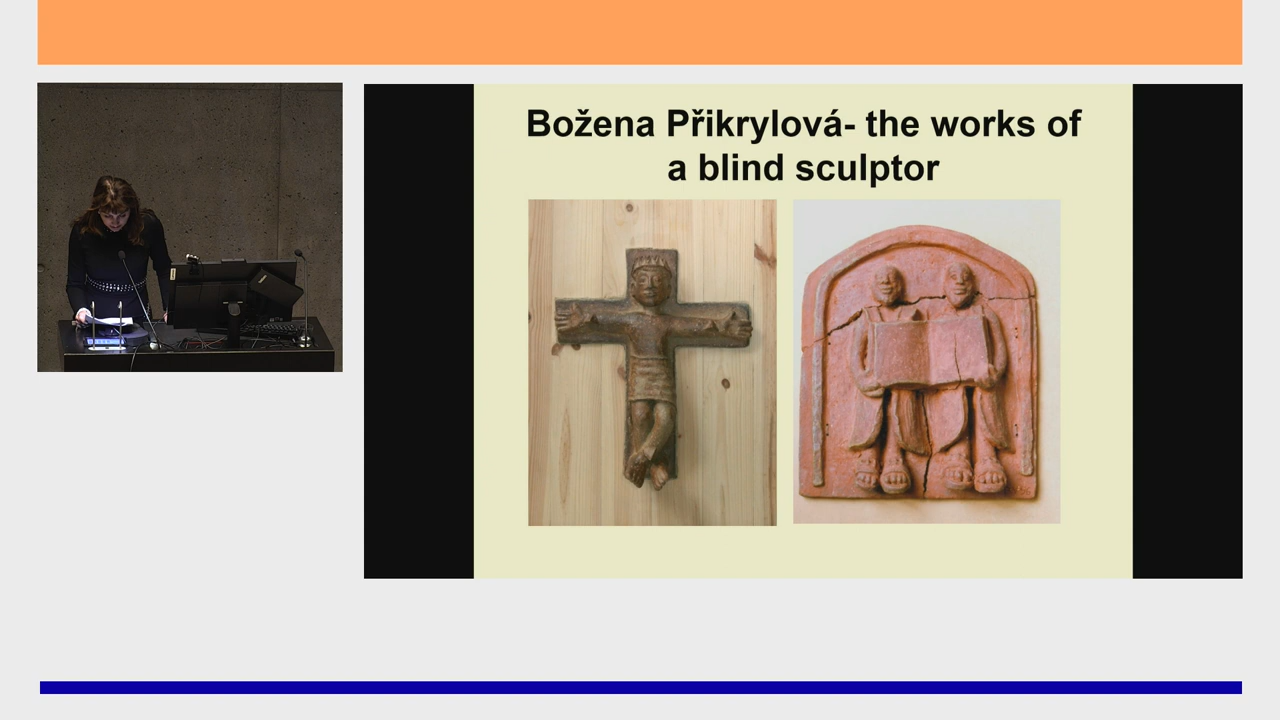 Božena Přikrylová- the works of
a blind sculptor